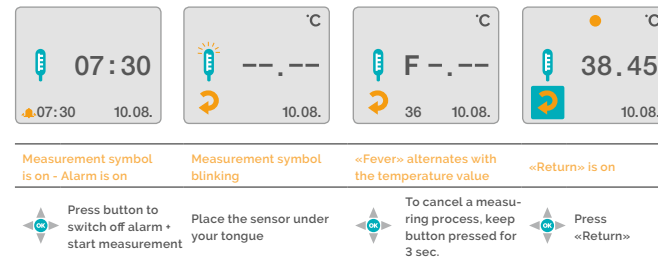 07:30
07:30 10.08.
°C
--.--
10.08.
°C
F -.--
36 10.08.
°C
38.45
10.08.
Measurement symbol
is on - Alarm is on
Measurement symbol
blinking
«Fever» alternates with
the temperature value
«Return» is on
OK
Press button to
switch off alarm +
start measurement
Place the sensor under
your tongue
OK
To cancel a measu-
ring process, keep
button pressed for
3 sec.
OK
Press
«Return»